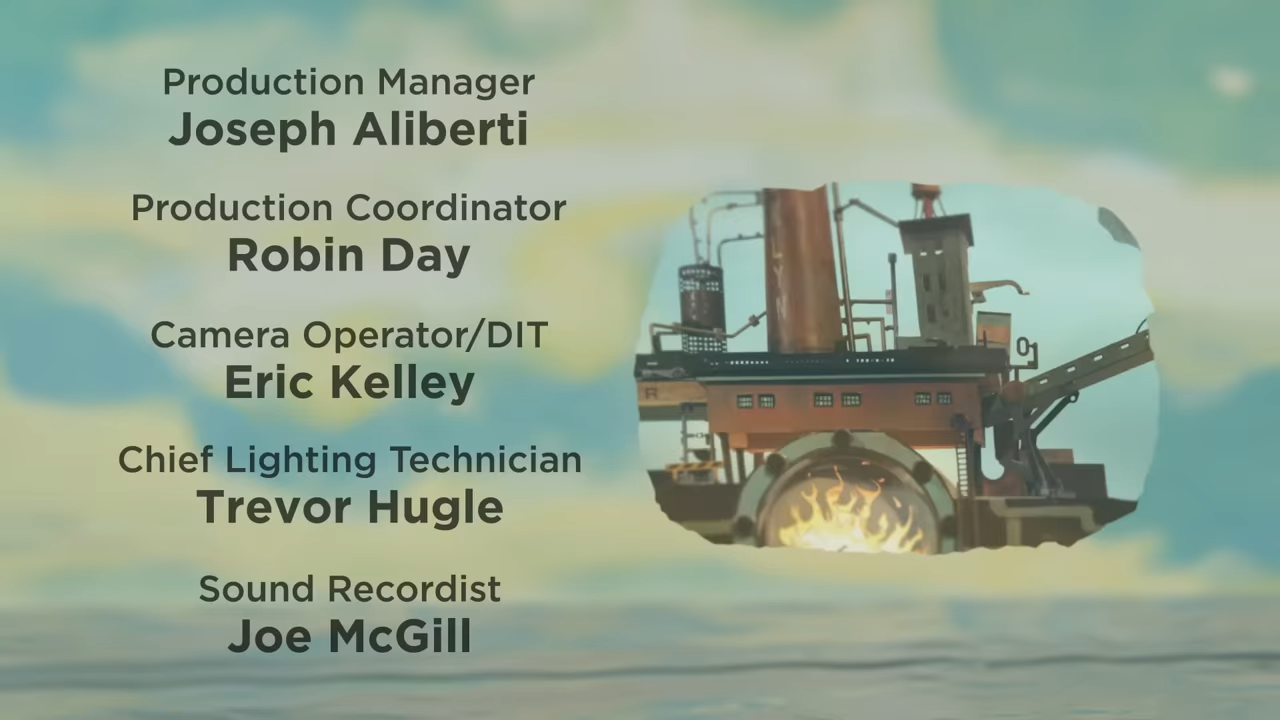 Production Manager
Joseph Aliberti
Production Coordinator
Robin Day
Camera Operator/DIT
Eric Kelley
Chief Lighting Technician
Trevor Hugle
Sound Recordist
Joe McGill